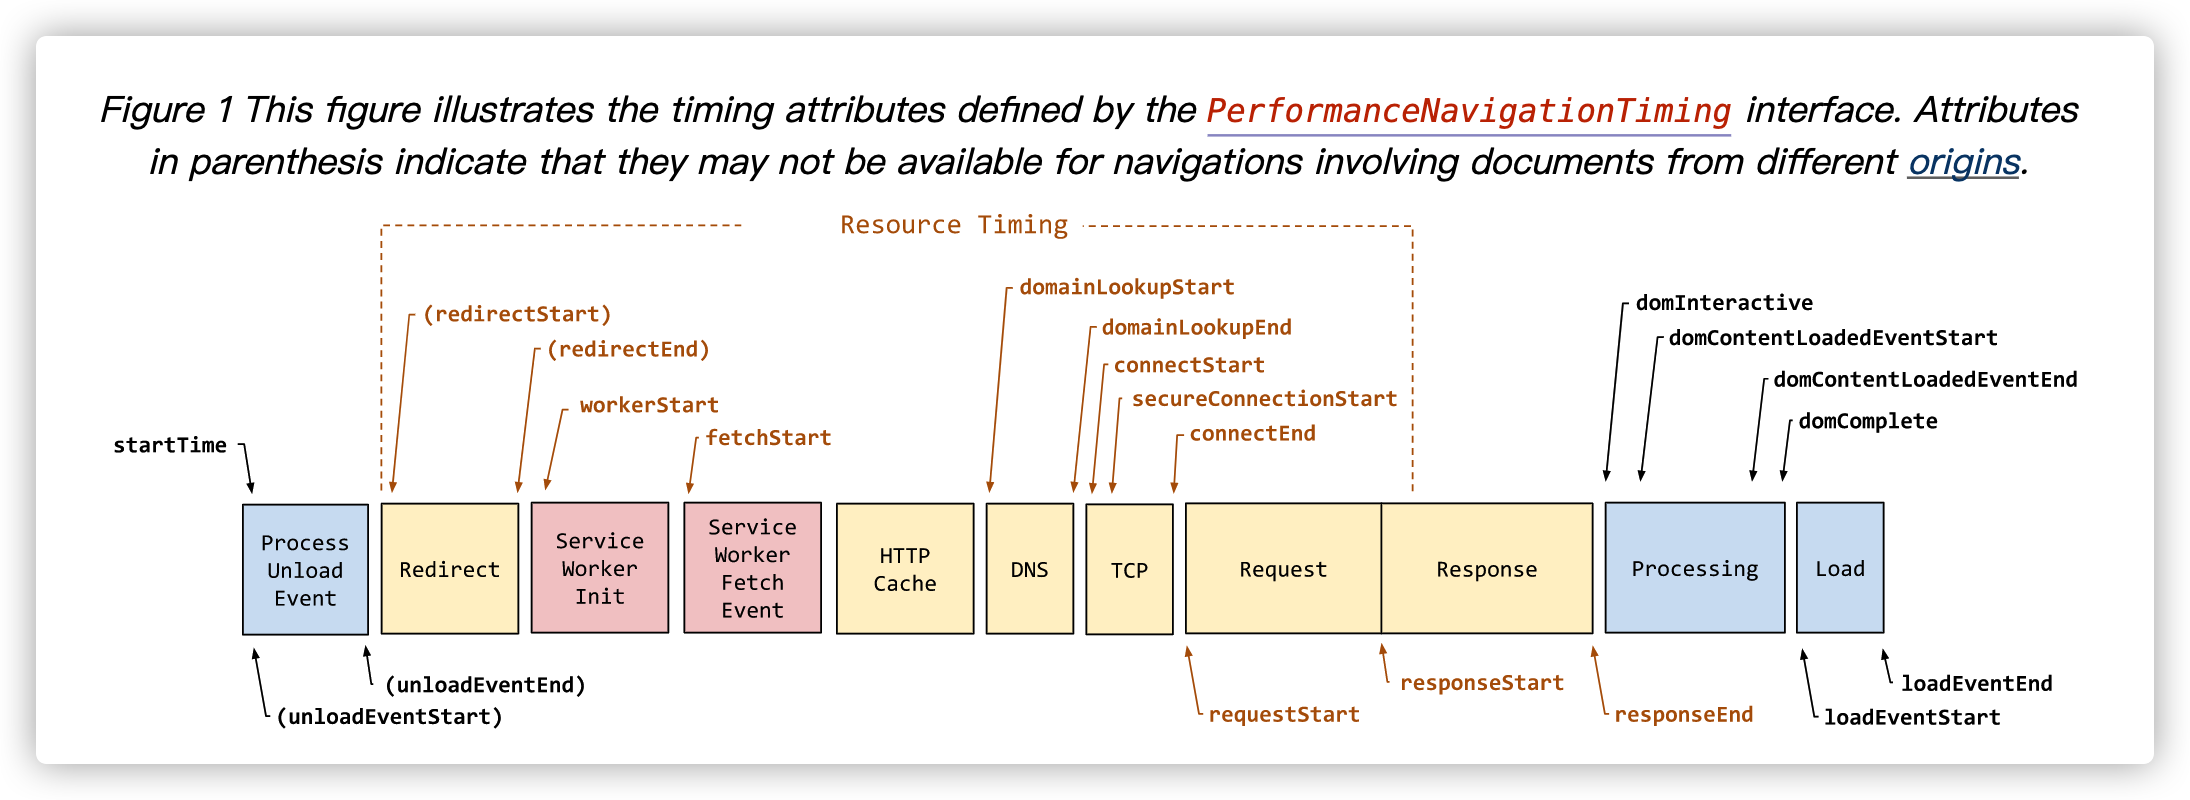 Figure 1 This figure illustrates the timing attributes defined by the PerformanceNavigationTiming interface. Attributes
in parenthesis indicate that they may not be available for navigations involving documents from different origins.
Resource Timing
domainLookupStart
(redirectStart)
domInteractive
domainLookupEnd
domContentLoadedEventStart
(redirectEnd)
connectStart
domContentLoadedEventEnd
workerStart
secureConnectionStart
domComplete
fetchStart
connectEnd
startTime
Process
Unload
Event
Redirect
Service
Worker
Init
Service
Worker
Fetch
Event
HTTP
Cache
DNS
TCP
Request
Response
Processing
Load
(unloadEventEnd)
responseStart
loadEventEnd
(unloadEventStart)
requestStart
responseEnd
loadEventStart